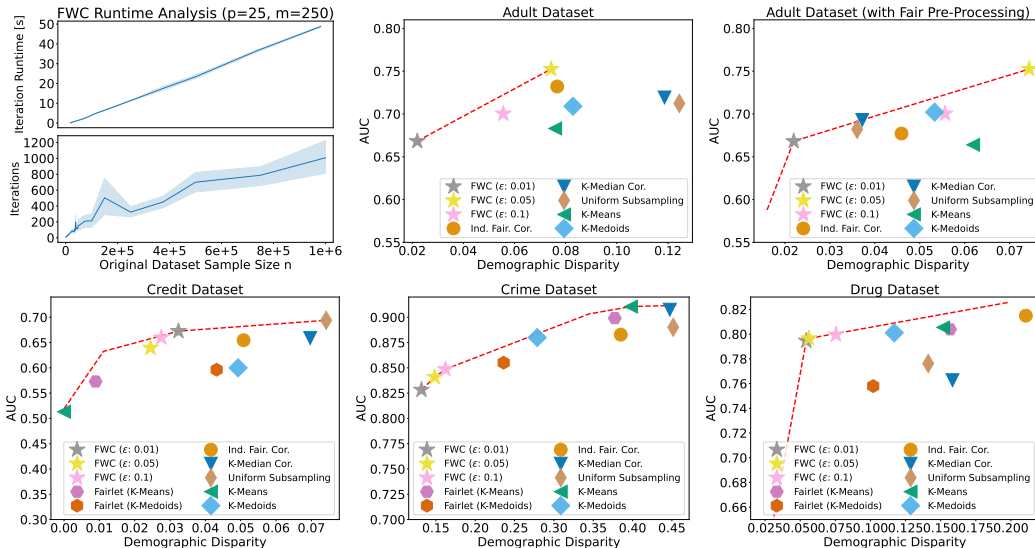 FWC Runtime Analysis (p=25, m=250)
Iteration Runtime [s]
50
40
30
20
10
0
Iterations
1200
1000
800
600
400
200
0
0 2e+5 4e+5 6e+5 8e+5 1e+6
Original Dataset Sample Size n
Adult Dataset
AUC
0.80
0.75
0.70
0.65
0.60
0.55
FWC (ε: 0.01)
FWC (ε: 0.05)
FWC (ε: 0.1)
Ind. Fair. Cor.
K-Median Cor.
Uniform Subsampling
K-Means
K-Medoids
0.02 0.04 0.06 0.08 0.10 0.12
Demographic Disparity
Adult Dataset (with Fair Pre-Processing)
AUC
0.80
0.75
0.70
0.65
0.60
0.55
FWC (ε: 0.01)
FWC (ε: 0.05)
FWC (ε: 0.1)
Ind. Fair. Cor.
K-Median Cor.
Uniform Subsampling
K-Means
K-Medoids
0.02 0.03 0.04 0.05 0.06 0.07
Demographic Disparity
Credit Dataset
AUC
0.70
0.65
0.60
0.55
0.50
0.45
0.40
0.35
0.30
FWC (ε: 0.01)
FWC (ε: 0.05)
FWC (ε: 0.1)
Fairlet (K-Means)
Fairlet (K-Medoids)
Ind. Fair. Cor.
K-Median Cor.
Uniform Subsampling
K-Means
K-Medoids
0.00 0.01 0.02 0.03 0.04 0.05 0.06 0.07
Demographic Disparity
Crime Dataset
AUC
0.900
0.875
0.850
0.825
0.800
0.775
0.750
0.725
0.700
FWC (ε: 0.01)
FWC (ε: 0.05)
FWC (ε: 0.1)
Fairlet (K-Means)
Fairlet (K-Medoids)
Ind. Fair. Cor.
K-Median Cor.
Uniform Subsampling
K-Means
K-Medoids
0.15 0.20 0.25 0.30 0.35 0.40 0.45
Demographic Disparity
Drug Dataset
AUC
0.82
0.80
0.78
0.76
0.74
0.72
0.70
0.68
0.66
FWC (ε: 0.01)
FWC (ε: 0.05)
FWC (ε: 0.1)
Fairlet (K-Means)
Fairlet (K-Medoids)
Ind. Fair. Cor.
K-Median Cor.
Uniform Subsampling
K-Means
K-Medoids
0.025 0.050 0.075 0.100 0.125 0.150 0.175 0.200
Demographic Disparity